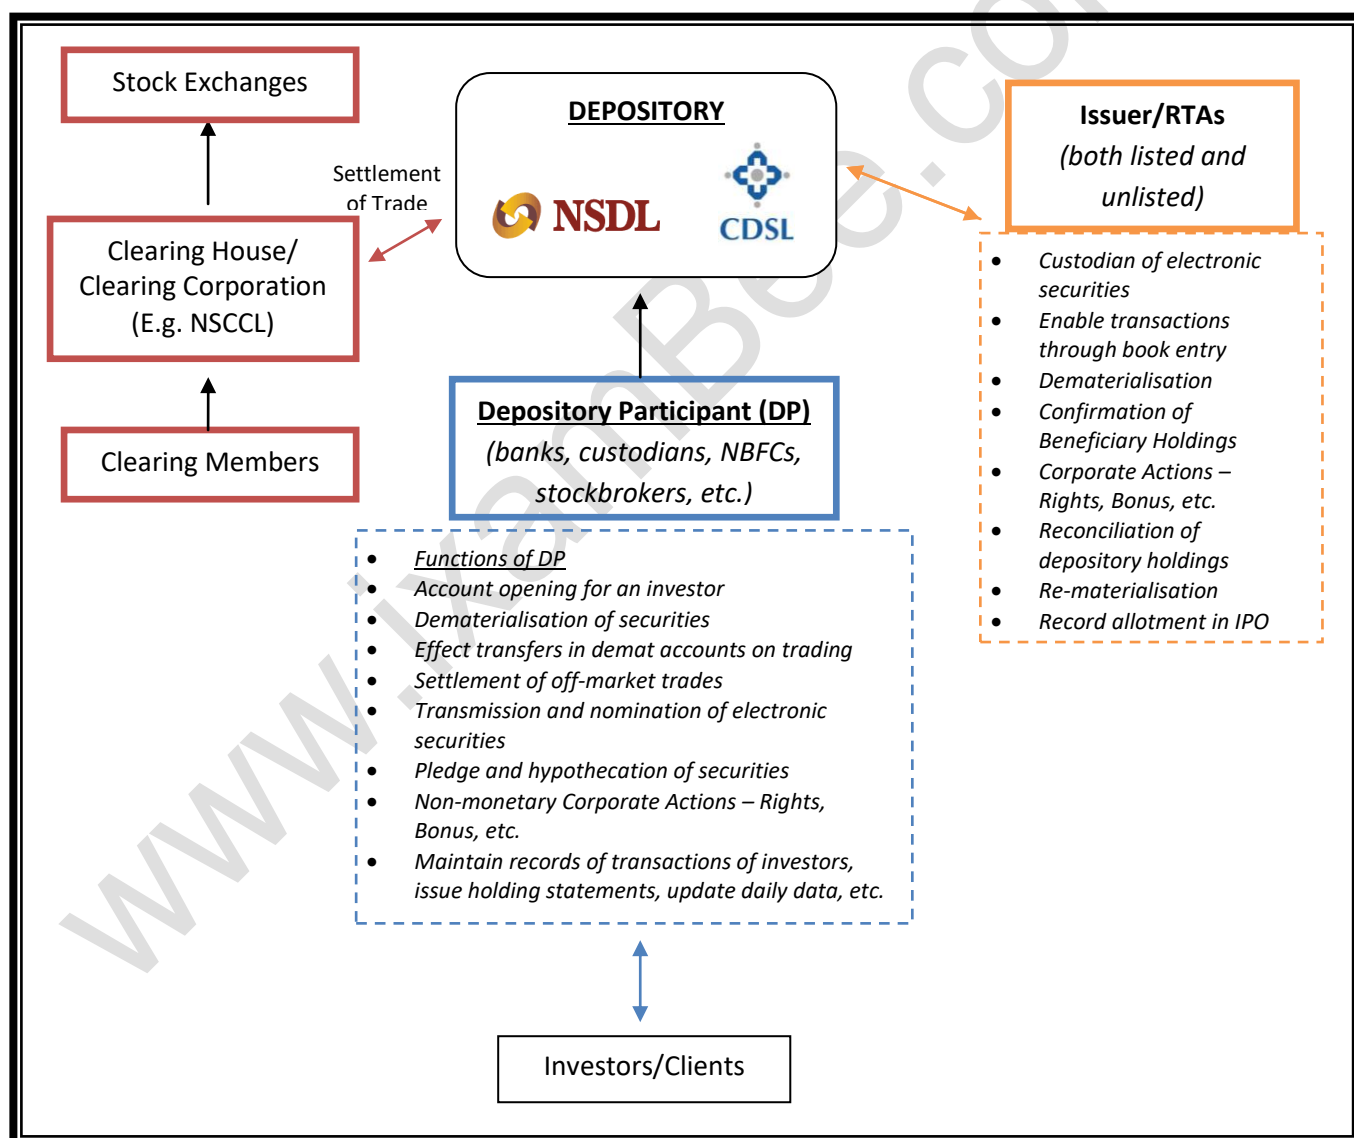 Stock Exchanges
Clearing House/
Clearing Corporation
(E.g. NSCCL)
Clearing Members
Settlement
of Trade
DEPOSITORY
NSDL
CDSL
Issuer/RTAs
(both listed and
unlisted)
• Custodian of electronic
securities
• Enable transactions
through book entry
• Dematerialisation
• Confirmation of
Beneficiary Holdings
• Corporate Actions –
Rights, Bonus, etc.
• Reconciliation of
depository holdings
• Re-materialisation
• Record allotment in IPO
Depository Participant (DP)
(banks, custodians, NBFCs,
stockbrokers, etc.)
• Functions of DP
• Account opening for an investor
• Dematerialisation of securities
• Effect transfers in demat accounts on trading
• Settlement of off-market trades
• Transmission and nomination of electronic
securities
• Pledge and hypothecation of securities
• Non-monetary Corporate Actions – Rights,
Bonus, etc.
• Maintain records of transactions of investors,
issue holding statements, update daily data, etc.
Investors/Clients
www.ixamBee.com